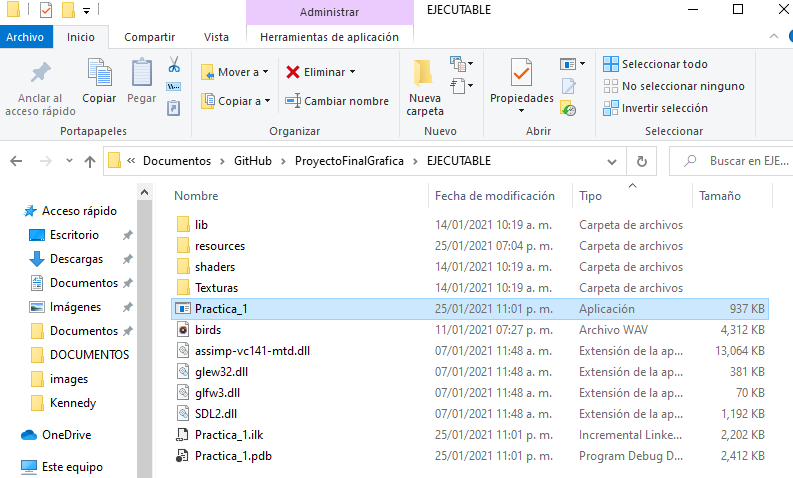 Administrar
EJECUTABLE
Archivo
Inicio
Compartir
Vista
Herramientas de aplicación
Anclar al
acceso rápido
Copiar
Pegar
Mover a
Copiar a
Eliminar
Cambiar nombre
Nueva
carpeta
Propiedades
Seleccionar todo
No seleccionar ninguno
Invertir selección
Portapapeles
Organizar
Nuevo
Abrir
Seleccionar
« Documentos > GitHub > ProyectoFinalGrafica > EJECUTABLE
Buscar en EJE...
Nombre Fecha de modificación Tipo Tamaño
Acceso rápido
Escritorio
Descargas
Documentos
Imágenes
Documentos
DOCUMENTOS
images
Kennedy
OneDrive
Este equipo
lib 14/01/2021 10:19 a. m. Carpeta de archivos
resources 25/01/2021 07:04 p. m. Carpeta de archivos
shaders 14/01/2021 10:19 a. m. Carpeta de archivos
Texturas 14/01/2021 10:19 a. m. Carpeta de archivos
Practica_1 25/01/2021 11:01 p. m. Aplicación 937 KB
birds 11/01/2021 07:27 p. m. Archivo WAV 4,312 KB
assimp-vc141-mtd.dll 07/01/2021 11:48 a. m. Extensión de la ap... 13,064 KB
glew32.dll 07/01/2021 11:48 a. m. Extensión de la ap... 381 KB
glfw3.dll 07/01/2021 11:48 a. m. Extensión de la ap... 70 KB
SDL2.dll 07/01/2021 11:48 a. m. Extensión de la ap... 1,192 KB
Practica_1.ilk 25/01/2021 11:01 p. m. Incremental Linke... 2,202 KB
Practica_1.pdb 25/01/2021 11:01 p. m. Program Debug D... 2,412 KB